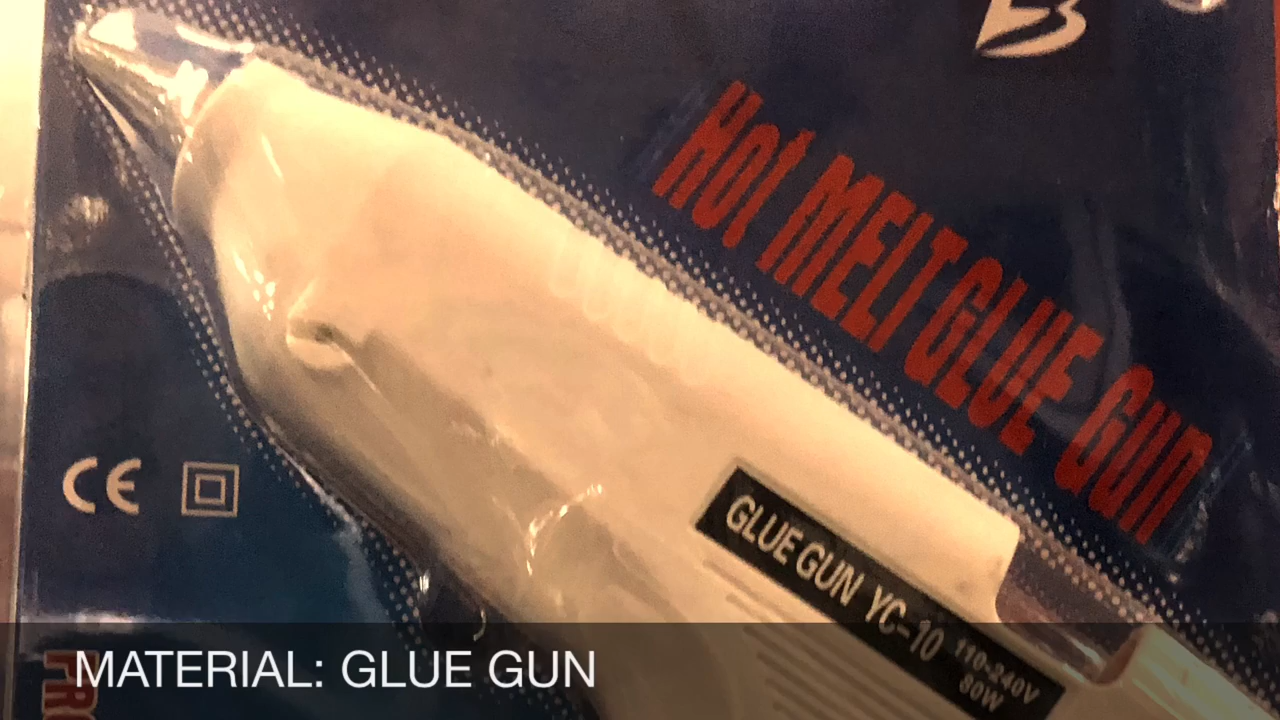 Hot MELT GLUE GUN
CE
GLUE GUN YC-10
110-240V
80W
MATERIAL: GLUE GUN